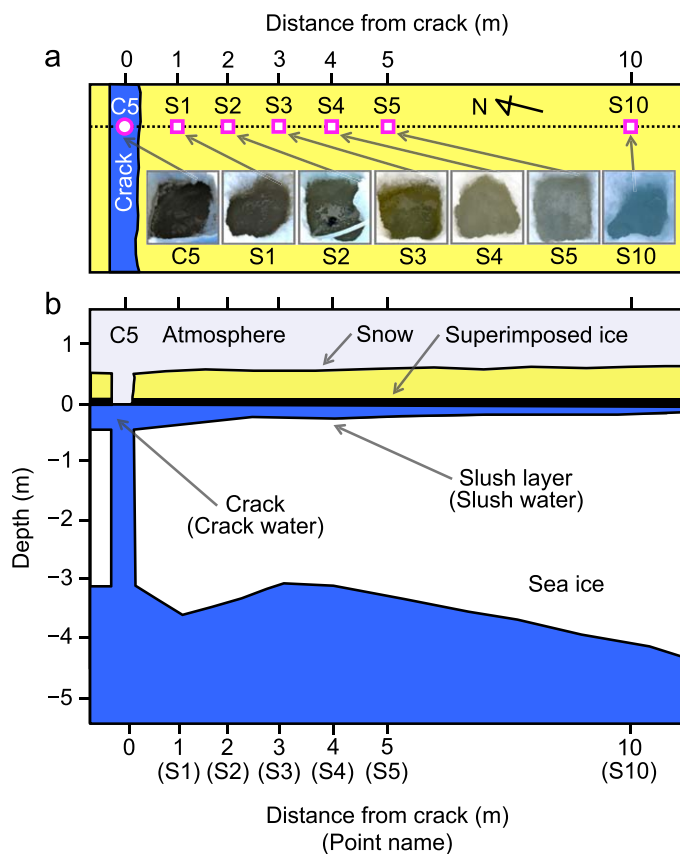 Distance from crack (m)
a
0 1 2 3 4 5 10
C5 S1 S2 S3 S4 S5 N S10
Crack
C5 S1 S2 S3 S4 S5 S10
b
C5 Atmosphere Snow Superimposed ice
1
0
−1
−2
−3
−4
−5
Depth (m)
Slush layer
(Slush water)
Crack
(Crack water)
Sea ice
0 1 2 3 4 5 10
(S1) (S2) (S3) (S4) (S5) (S10)
Distance from crack (m)
(Point name)